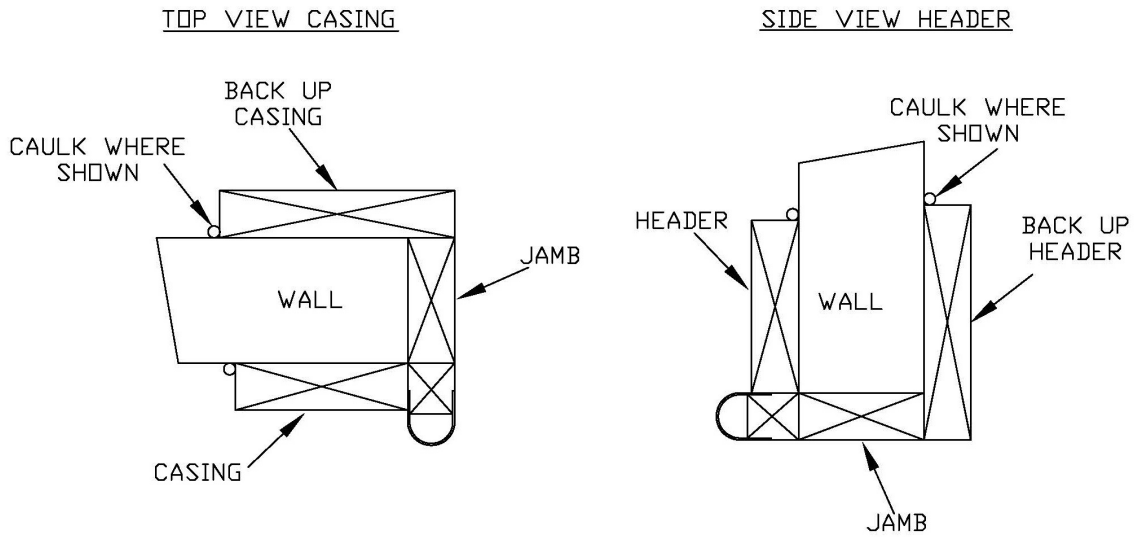 TOP VIEW CASING
BACK UP
CASING
CAULK WHERE
SHOWN
JAMB
WALL
CASING
SIDE VIEW HEADER
CAULK WHERE
SHOWN
HEADER
BACK UP
HEADER
WALL
JAMB